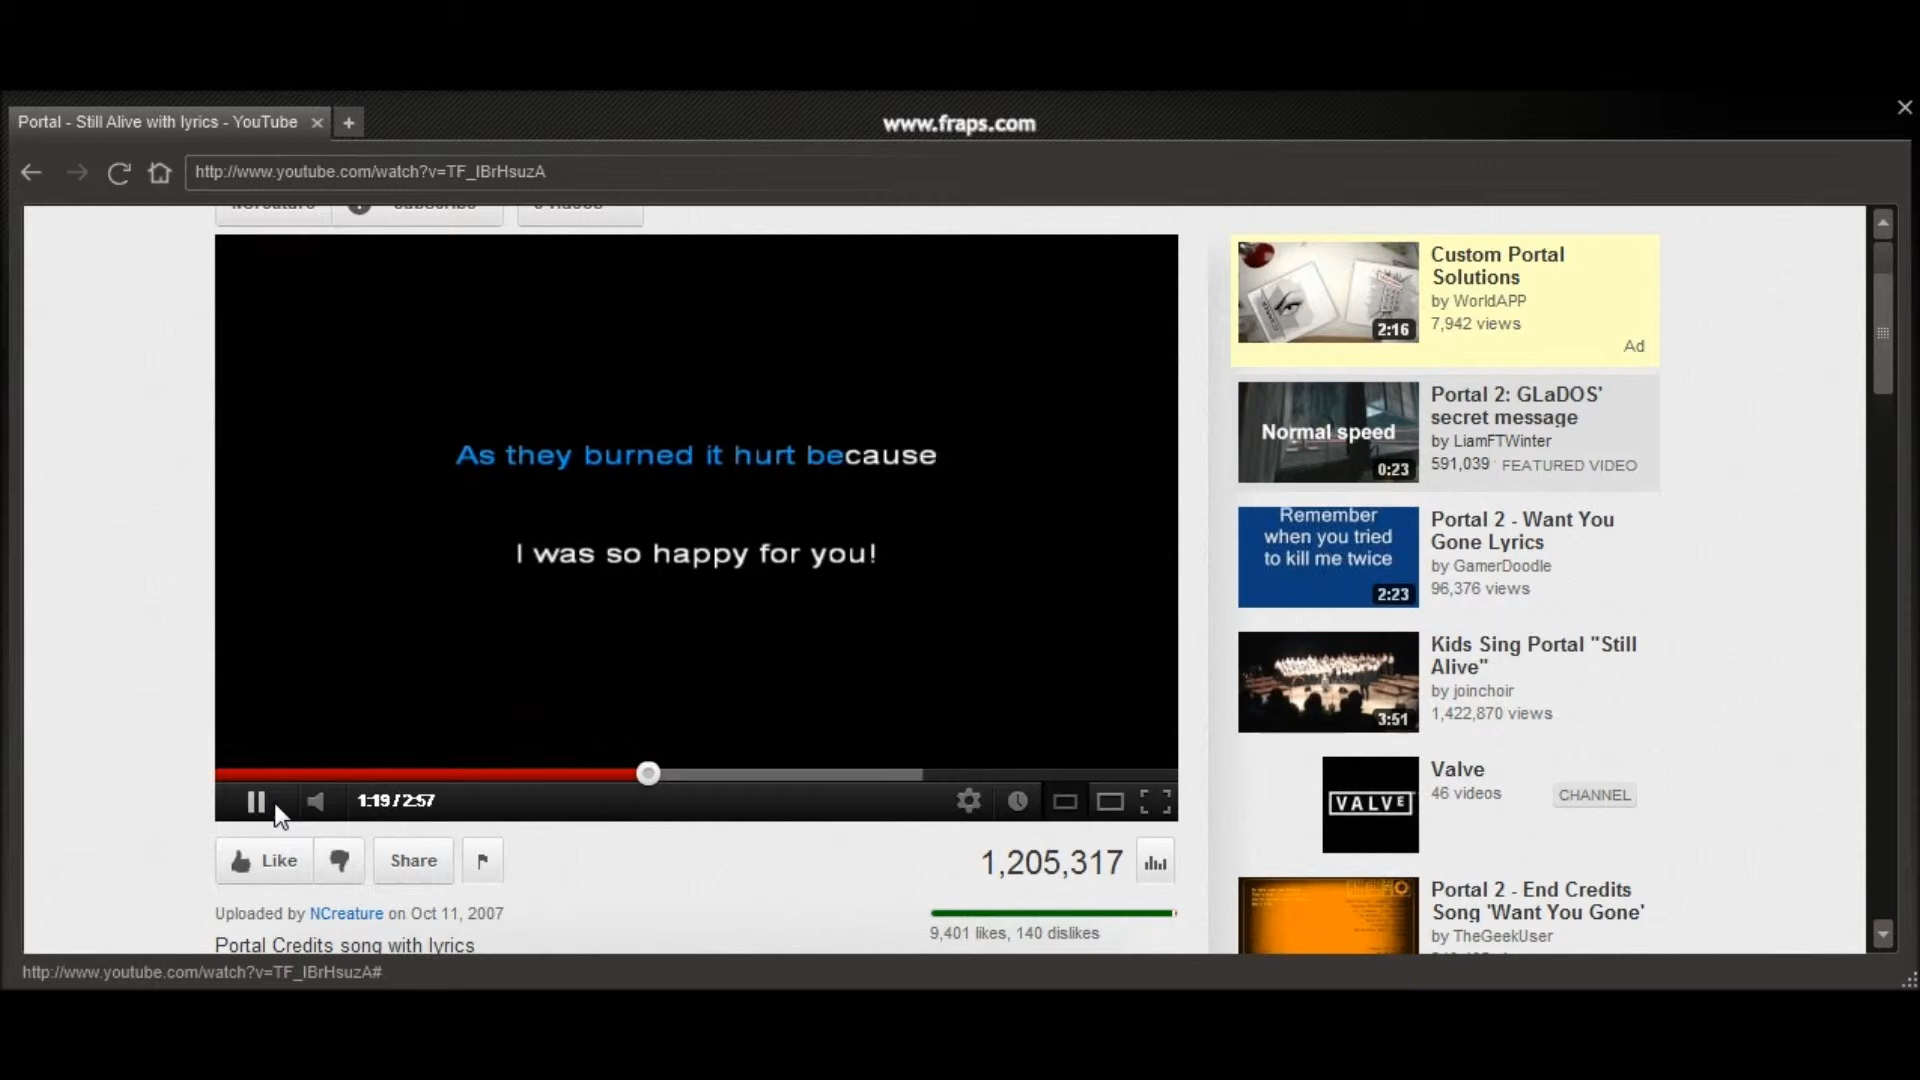 Portal - Still Alive with lyrics - YouTube
www.fraps.com
http://www.youtube.com/watch?v=TF_IBrHsuzA
As they burned it hurt because
I was so happy for you!
1:19 / 2:57
Like
Share
1,205,317
Uploaded by NCreature on Oct 11, 2007
9,401 likes, 140 dislikes
Portal Credits song with lyrics
Custom Portal
Solutions
by WorldAPP
7,942 views
Ad
2:16
Portal 2: GLaDOS'
secret message
by LiamFTWinter
591,039
FEATURED VIDEO
Normal speed
0:23
Remember
when you tried
to kill me twice
2:23
Portal 2 - Want You
Gone Lyrics
by GamerDoodle
96,376 views
Kids Sing Portal "Still
Alive"
by joinchoir
1,422,870 views
3:51
VALVE
Valve
46 videos
CHANNEL
Portal 2 - End Credits
Song 'Want You Gone'
by TheGeekUser
http://www.youtube.com/watch?v=TF_IBrHsuzA#